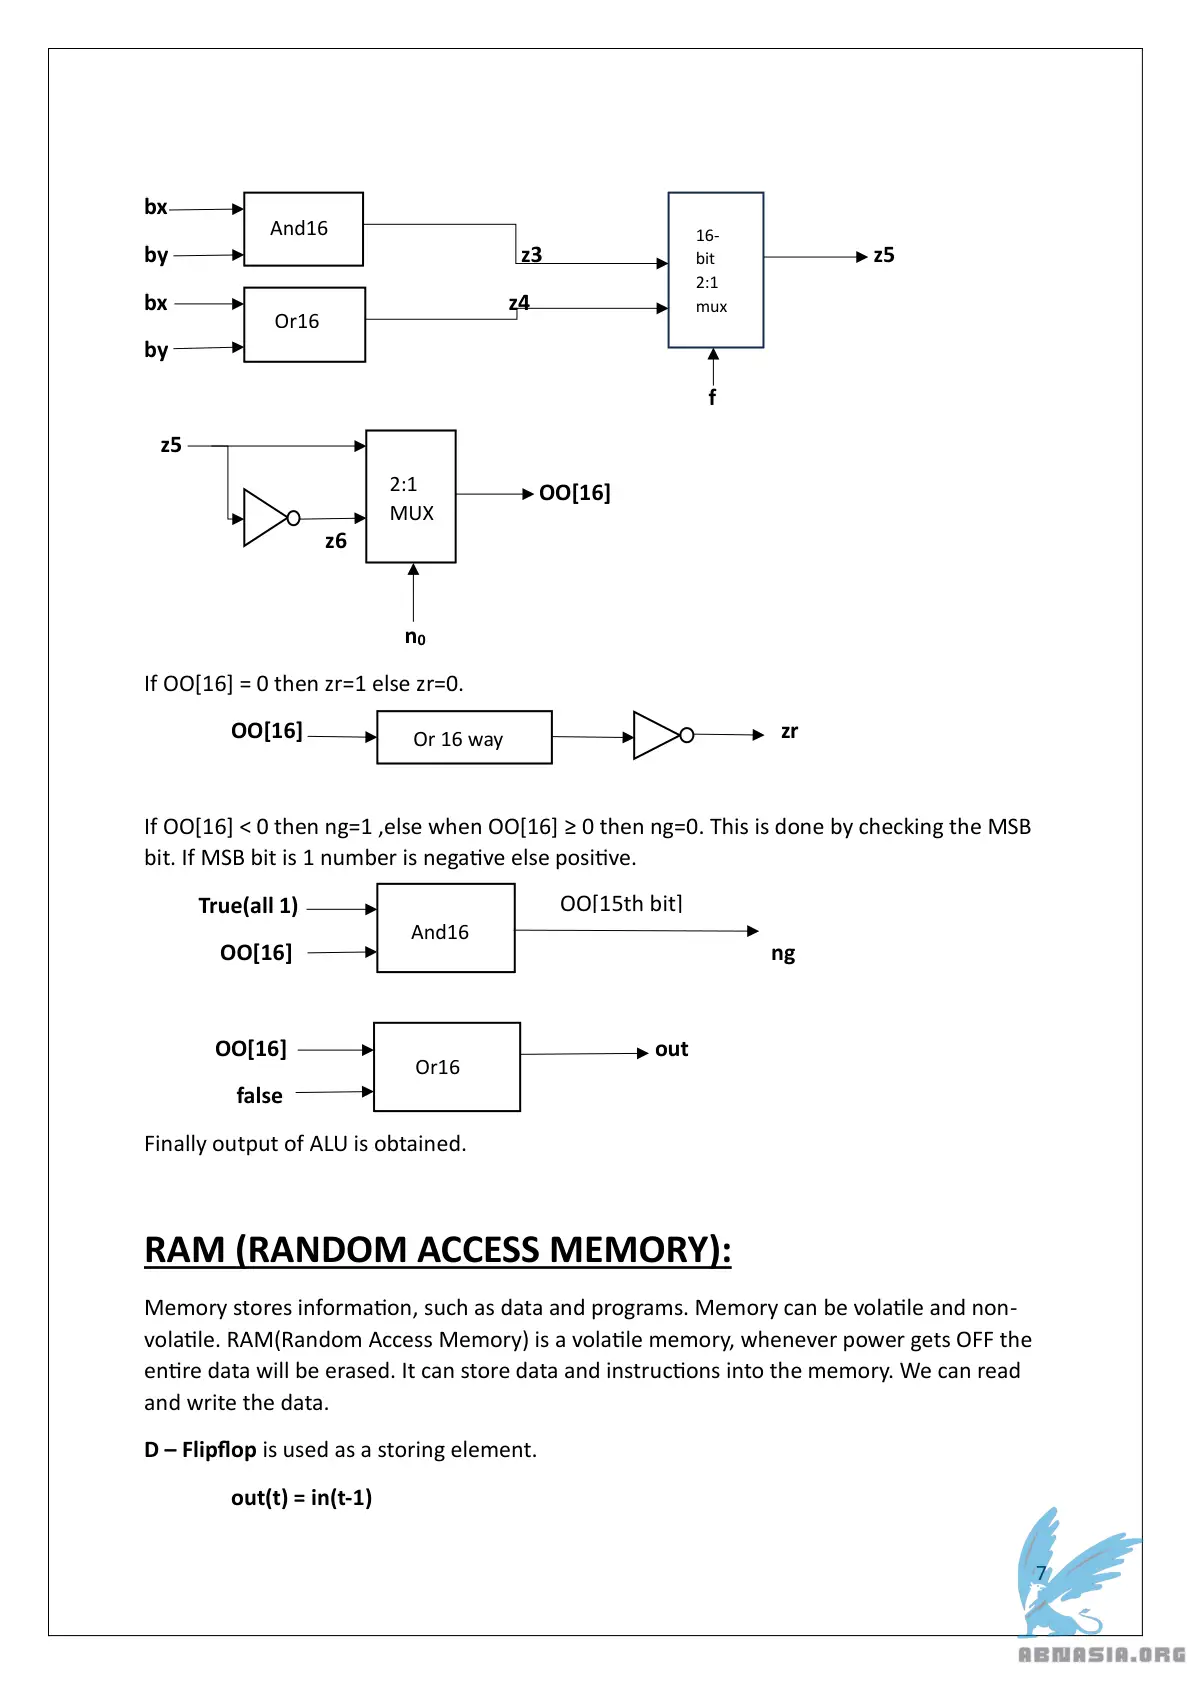 bx
And16
by
z3
16-
bit
2:1
mux
z5
bx
Or16
by
z4
f
z5
2:1
MUX
OO[16]
z6
n₀
If OO[16] = 0 then zr=1 else zr=0.
OO[16]
Or 16 way
zr
If OO[16] < 0 then ng=1 ,else when OO[16] ≥ 0 then ng=0. This is done by checking the MSB
bit. If MSB bit is 1 number is negative else positive.
True(all 1)
OO[15th bit]
And16
OO[16]
ng
OO[16]
out
Or16
false
Finally output of ALU is obtained.
RAM (RANDOM ACCESS MEMORY):
Memory stores information, such as data and programs. Memory can be volatile and non-
volatile. RAM(Random Access Memory) is a volatile memory, whenever power gets OFF the
entire data will be erased. It can store data and instructions into the memory. We can read
and write the data.
D – Flipflop is used as a storing element.
out(t) = in(t-1)
7
ABNASIA.ORG